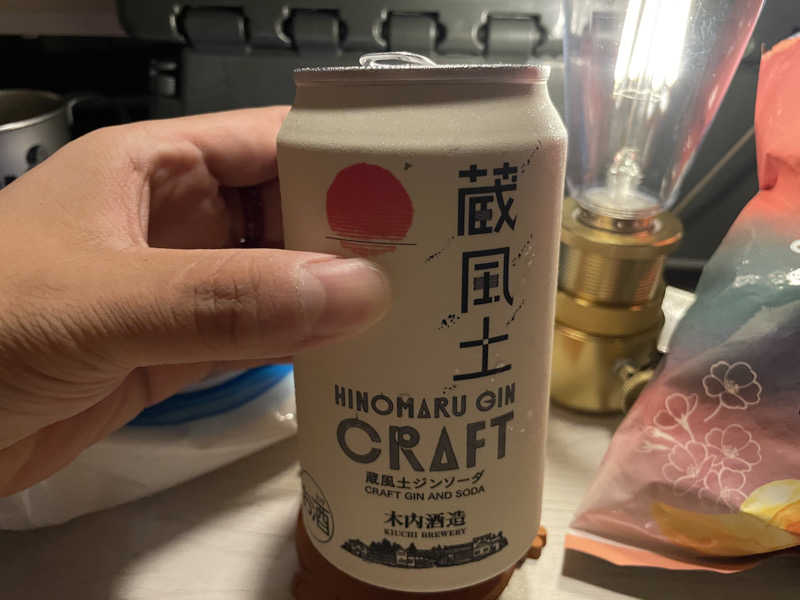 蔵風土
HINOMARU GIN
CRAFT
蔵風土ジンソーダ
CRAFT GIN AND SODA
木内酒造
KIUCHI BREWERY
酒